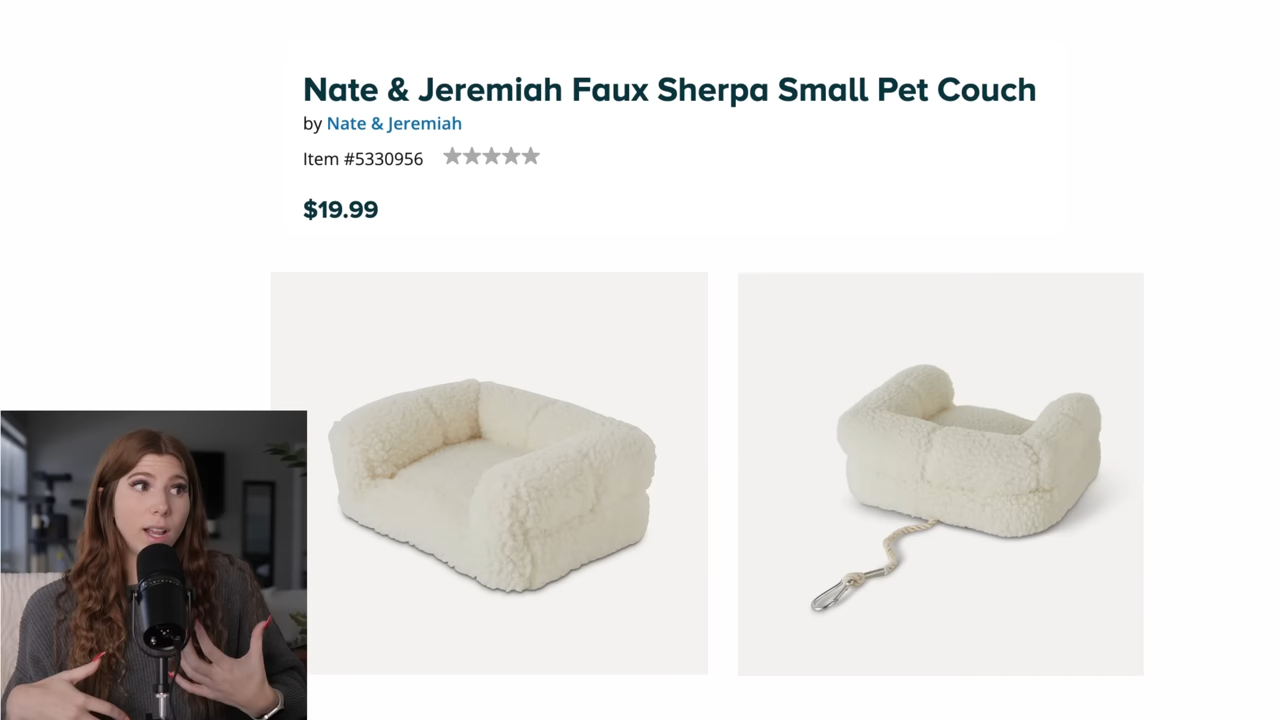 Nate & Jeremiah Faux Sherpa Small Pet Couch
by Nate & Jeremiah
Item #5330956
$19.99